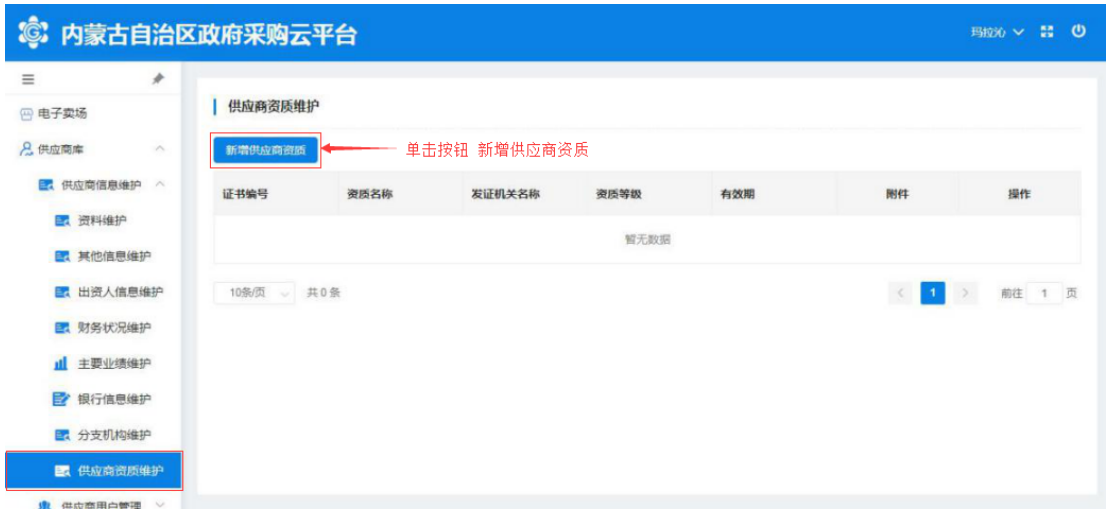 内蒙古自治区政府采购云平台
玛拉沁
电子卖场
供应商库
供应商信息维护
资料维护
其他信息维护
出资人信息维护
财务状况维护
主要业绩维护
银行信息维护
分支机构维护
供应商资质维护
供应商用户管理
供应商资质维护
新增供应商资质
单击按钮 新增供应商资质
证书编号 资质名称 发证机关名称 资质等级 有效期 附件 操作
暂无数据
10条/页 共0条 1 前往 1 页